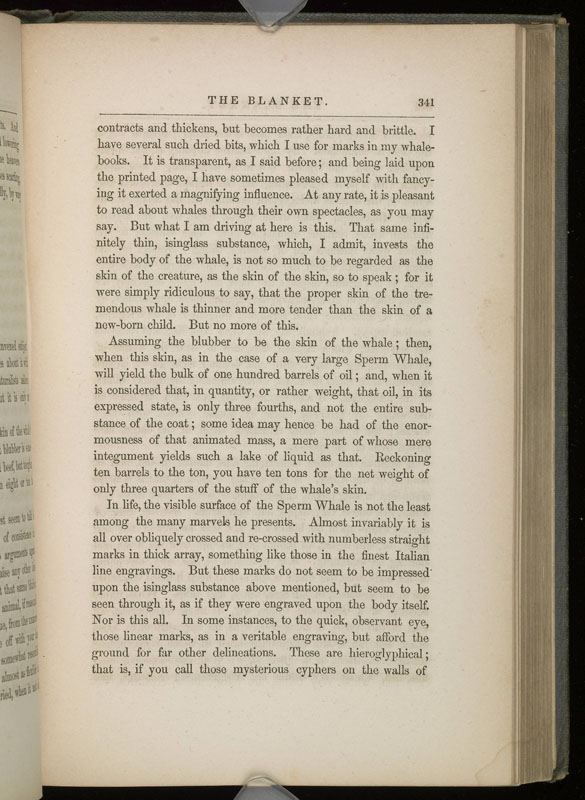 THE BLANKET. 341
contracts and thickens, but becomes rather hard and brittle. I
have several such dried bits, which I use for marks in my whale-
books. It is transparent, as I said before; and being laid upon
the printed page, I have sometimes pleased myself with fancy-
ing it exerted a magnifying influence. At any rate, it is pleasant
to read about whales through their own spectacles, as you may
say. But what I am driving at here is this. That same infi-
nitely thin, isinglass substance, which, I admit, invests the
entire body of the whale, is not so much to be regarded as the
skin of the creature, as the skin of the skin, so to speak; for it
were simply ridiculous to say, that the proper skin of the tre-
mendous whale is thinner and more tender than the skin of a
new-born child. But no more of this.
Assuming the blubber to be the skin of the whale; then,
when this skin, as in the case of a very large Sperm Whale,
will yield the bulk of one hundred barrels of oil; and, when it
is considered that, in quantity, or rather weight, that oil, in its
expressed state, is only three fourths, and not the entire sub-
stance of the coat; some idea may hence be had of the enor-
mousness of that animated mass, a mere part of whose mere
integument yields such a lake of liquid as that. Reckoning
ten barrels to the ton, you have ten tons for the net weight of
only three quarters of the stuff of the whale's skin.
In life, the visible surface of the Sperm Whale is not the least
among the many marvels he presents. Almost invariably it is
all over obliquely crossed and re-crossed with numberless straight
marks in thick array, something like those in the finest Italian
line engravings. But these marks do not seem to be impressed
upon the isinglass substance above mentioned, but seem to be
seen through it, as if they were engraved upon the body itself.
Nor is this all. In some instances, to the quick, observant eye,
those linear marks, as in a veritable engraving, but afford the
ground for far other delineations. These are hieroglyphical;
that is, if you call those mysterious cyphers on the walls of